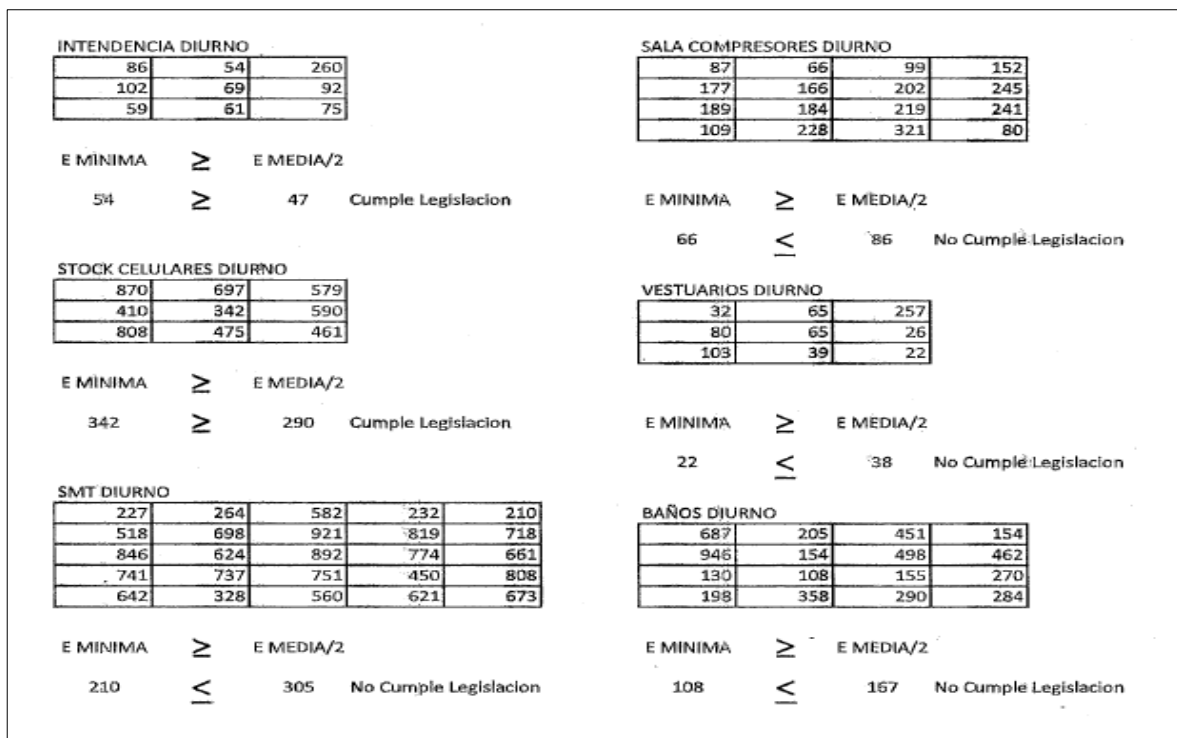 INTENDENCIA DIURNO
86 54 260
102 69 92
59 61 75
E MINIMA ≥ E MEDIA/2
54 ≥ 47 Cumple Legislacion
STOCK CELULARES DIURNO
870 697 579
410 342 590
808 475 461
E MINIMA ≥ E MEDIA/2
342 ≥ 290 Cumple Legislacion
SMT DIURNO
227 264 582 232 210
518 698 921 819 718
846 624 892 774 661
741 737 751 450 808
642 328 560 621 673
E MINIMA ≥ E MEDIA/2
210 ≤ 305 No Cumple Legislacion
SALA COMPRESORES DIURNO
87 66 99 152
177 166 202 245
189 184 219 241
109 228 321 80
E MINIMA ≥ E MEDIA/2
66 ≤ 86 No Cumple Legislacion
VESTUARIOS DIURNO
32 65 257
80 65 26
103 39 22
E MINIMA ≥ E MEDIA/2
22 ≤ 38 No Cumple Legislacion
BAÑOS DIURNO
687 205 451 154
946 154 498 462
130 108 155 270
198 358 290 284
E MINIMA ≥ E MEDIA/2
108 ≤ 167 No Cumple Legislacion